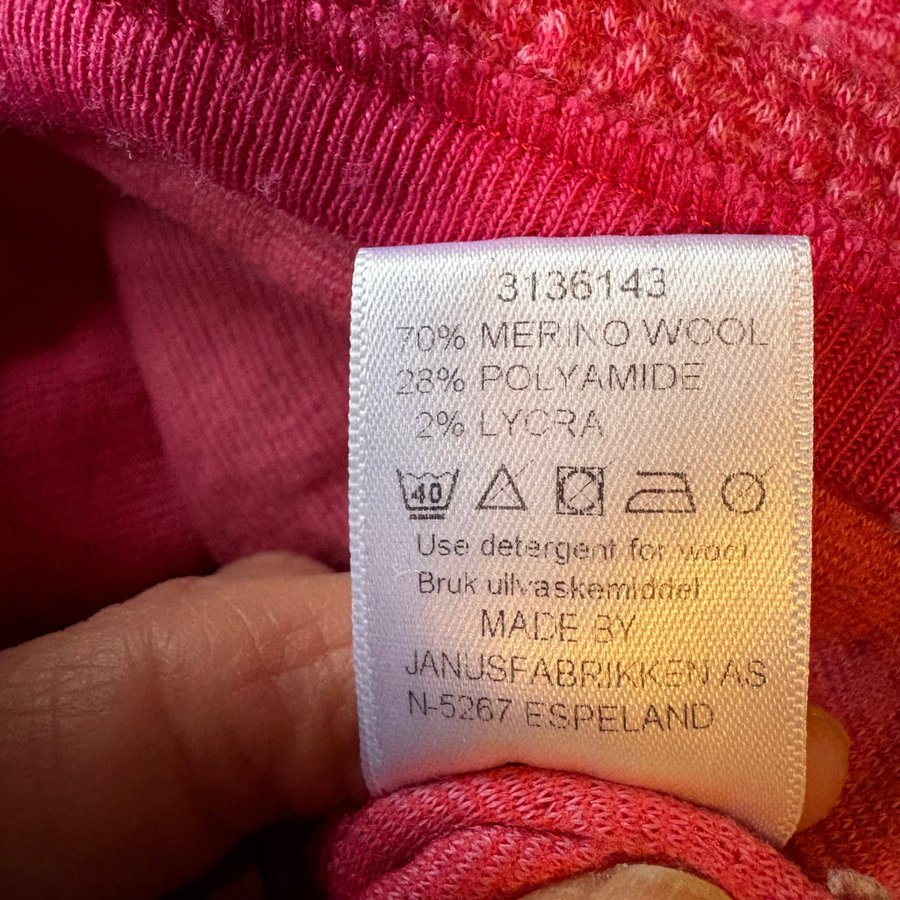 3136143
70% MERINO WOOL
28% POLYAMIDE
2% LYCRA
40
Use detergent for wool
Bruk ullvaskemiddel
MADE BY
JANUSFABRIKKEN AS
N-5267 ESPELAND